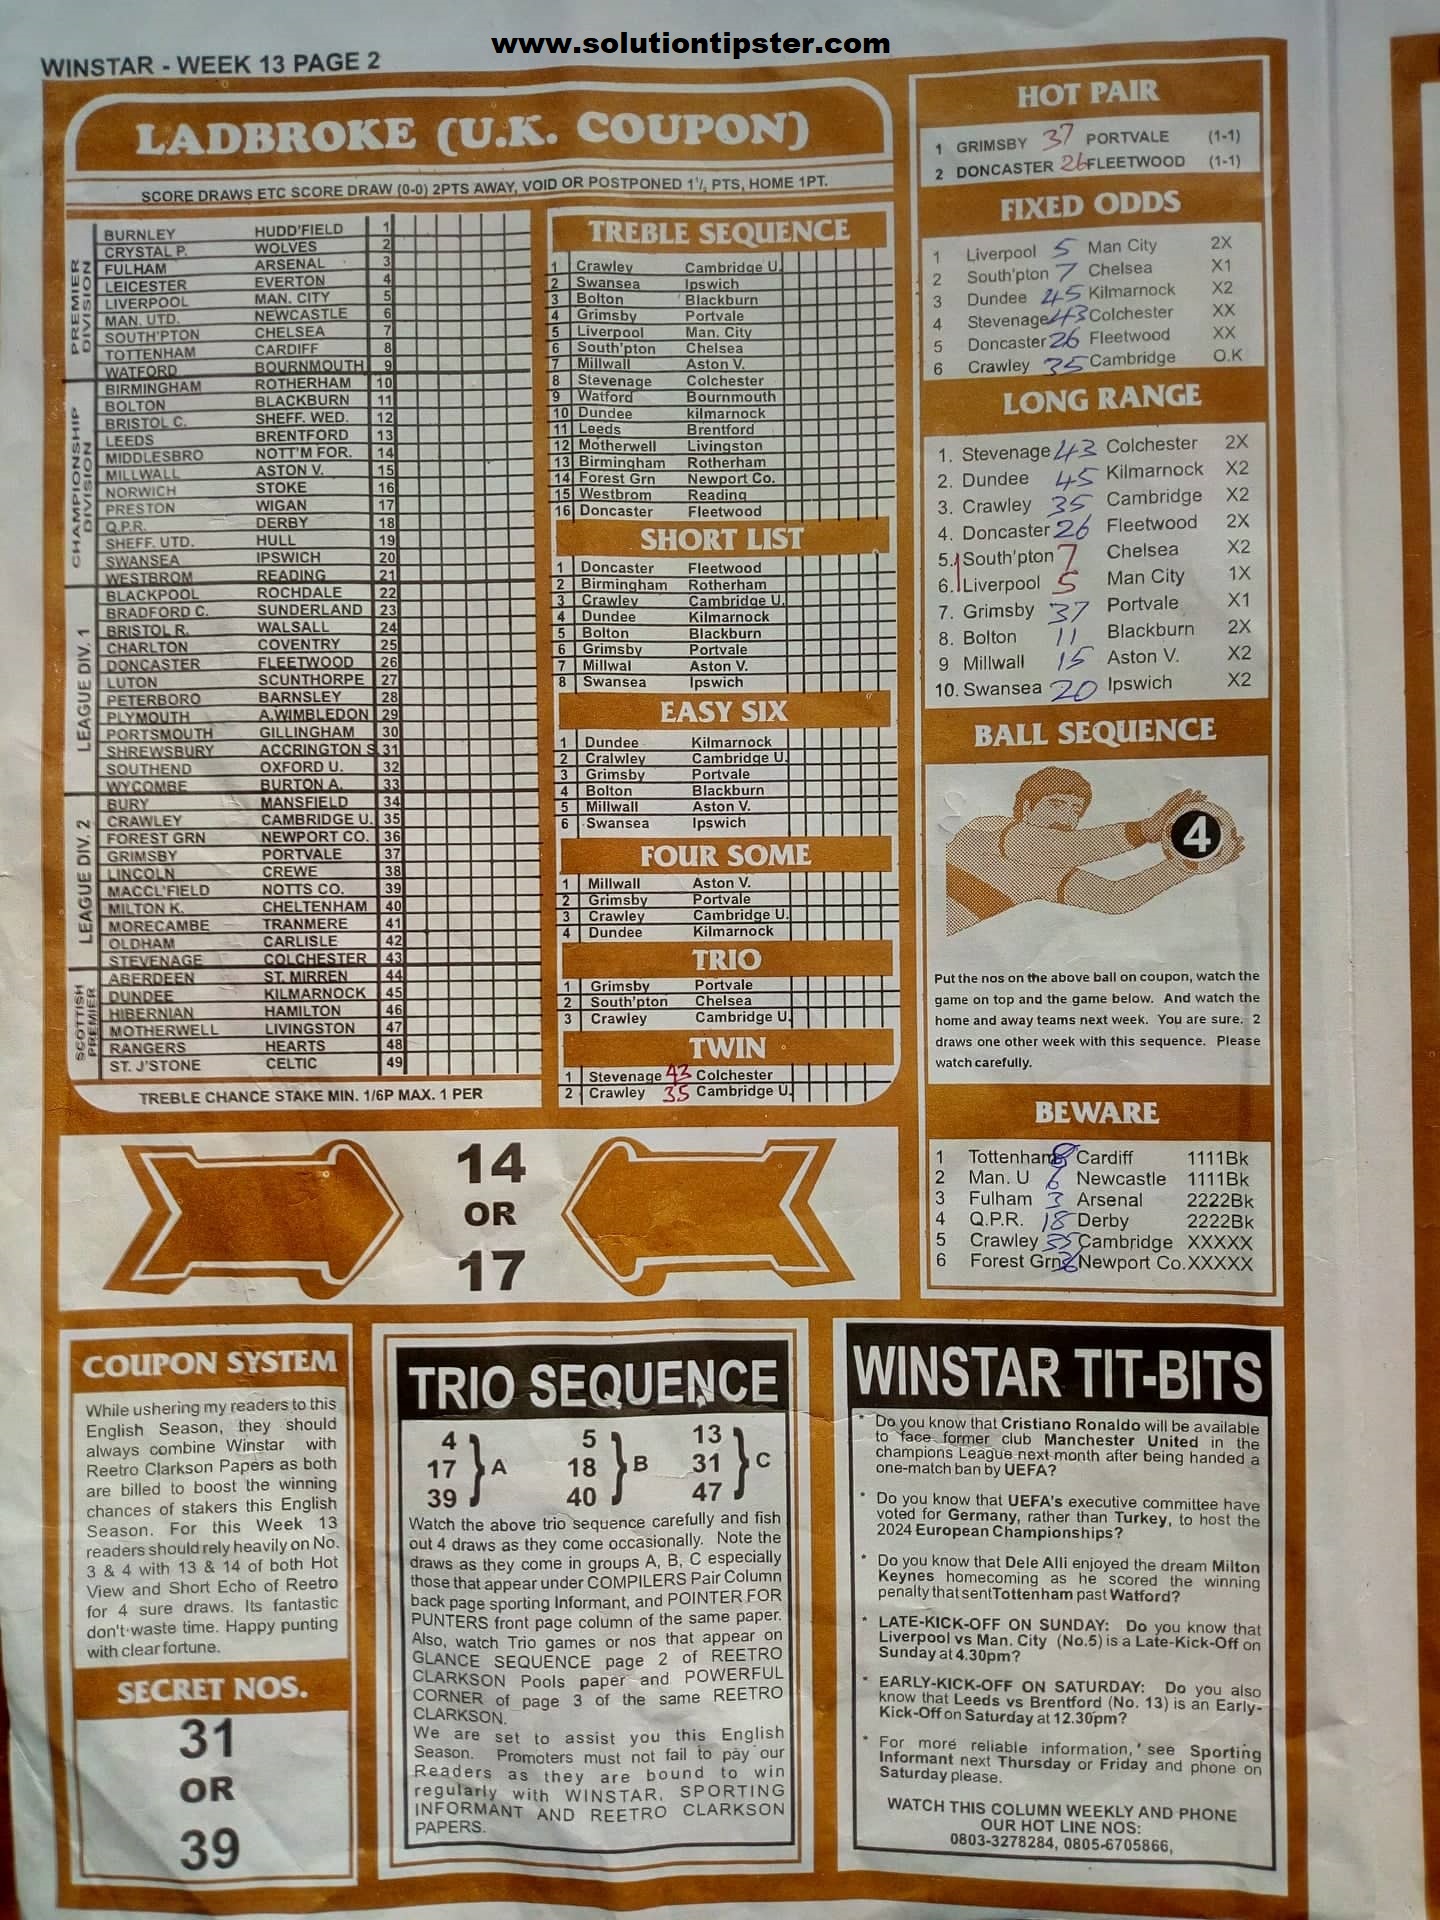 www.solutiontipster.com
WINSTAR - WEEK 13 PAGE 2
LADBROKE (U.K. COUPON)
SCORE DRAWS ETC SCORE DRAW (0-0) 2PTS AWAY, VOID OR POSTPONED 1½ PTS, HOME 1PT.
PREMIER DIVISION
BURNLEY HUDD'FIELD 1
CRYSTAL P. WOLVES 2
FULHAM ARSENAL 3
LEICESTER EVERTON 4
LIVERPOOL MAN. CITY 5
MAN. UTD. NEWCASTLE 6
SOUTH'PTON CHELSEA 7
TOTTENHAM CARDIFF 8
WATFORD BOURNMOUTH 9
CHAMPIONSHIP DIVISION
BIRMINGHAM ROTHERHAM 10
BOLTON BLACKBURN 11
BRISTOL C. SHEFF. WED. 12
LEEDS BRENTFORD 13
MIDDLESBRO NOTT'M FOR. 14
MILLWALL ASTON V. 15
NORWICH STOKE 16
PRESTON WIGAN 17
Q.P.R. DERBY 18
SHEFF. UTD. HULL 19
SWANSEA IPSWICH 20
WESTBROM READING 21
LEAGUE DIV. 1
BLACKPOOL ROCHDALE 22
BRADFORD C. SUNDERLAND 23
BRISTOL R. WALSALL 24
CHARLTON COVENTRY 25
DONCASTER FLEETWOOD 26
LUTON SCUNTHORPE 27
PETERBORO BARNSLEY 28
PLYMOUTH A.WIMBLEDON 29
PORTSMOUTH GILLINGHAM 30
SHREWSBURY ACCRINGTON S 31
SOUTHEND OXFORD U. 32
WYCOMBE BURTON A. 33
LEAGUE DIV. 2
BURY MANSFIELD 34
CRAWLEY CAMBRIDGE U. 35
FOREST GRN NEWPORT CO. 36
GRIMSBY PORTVALE 37
LINCOLN CREWE 38
MACCL'FIELD NOTTS CO. 39
MILTON K. CHELTENHAM 40
MORECAMBE TRANMERE 41
OLDHAM CARLISLE 42
STEVENAGE COLCHESTER 43
SCOTTISH PREMIER
ABERDEEN ST. MIRREN 44
DUNDEE KILMARNOCK 45
HIBERNIAN HAMILTON 46
MOTHERWELL LIVINGSTON 47
RANGERS HEARTS 48
ST. J'STONE CELTIC 49
TREBLE CHANCE STAKE MIN. 1/6P MAX. 1 PER
TREBLE SEQUENCE
1 Crawley Cambridge U.
2 Swansea Ipswich
3 Bolton Blackburn
4 Grimsby Portvale
5 Liverpool Man. City
6 South'pton Chelsea
7 Millwall Aston V.
8 Stevenage Colchester
9 Watford Bournmouth
10 Dundee kilmarnock
11 Leeds Brentford
12 Motherwell Livingston
13 Birmingham Rotherham
14 Forest Grn Newport Co.
15 Westbrom Reading
16 Doncaster Fleetwood
SHORT LIST
1 Doncaster Fleetwood
2 Birmingham Rotherham
3 Crawley Cambridge U.
4 Dundee Kilmarnock
5 Bolton Blackburn
6 Grimsby Portvale
7 Millwal Aston V.
8 Swansea Ipswich
EASY SIX
1 Dundee Kilmarnock
2 Cralwley Cambridge U.
3 Grimsby Portvale
4 Bolton Blackburn
5 Millwall Aston V.
6 Swansea Ipswich
FOUR SOME
1 Millwall Aston V.
2 Grimsby Portvale
3 Crawley Cambridge U.
4 Dundee Kilmarnock
TRIO
1 Grimsby Portvale
2 South'pton Chelsea
3 Crawley Cambridge U.
TWIN
1 Stevenage 43 Colchester
2 Crawley 35 Cambridge U.
HOT PAIR
1 GRIMSBY 37 PORTVALE (1-1)
2 DONCASTER 26 FLEETWOOD (1-1)
FIXED ODDS
1 Liverpool 5 Man City 2X
2 South'pton 7 Chelsea X1
3 Dundee 45 Kilmarnock X2
4 Stevenage 43 Colchester XX
5 Doncaster 26 Fleetwood XX
6 Crawley 35 Cambridge O.K
LONG RANGE
1. Stevenage 43 Colchester 2X
2. Dundee 45 Kilmarnock X2
3. Crawley 35 Cambridge X2
4. Doncaster 26 Fleetwood 2X
5. South'pton 7 Chelsea X2
6. Liverpool 5 Man City 1X
7. Grimsby 37 Portvale X1
8. Bolton 11 Blackburn 2X
9 Millwall 15 Aston V. X2
10. Swansea 20 Ipswich X2
BALL SEQUENCE
4
Put the nos on the above ball on coupon, watch the
game on top and the game below. And watch the
home and away teams next week. You are sure. 2
draws one other week with this sequence. Please
watch carefully.
BEWARE
1 Tottenham 8 Cardiff 1111Bk
2 Man. U 6 Newcastle 1111Bk
3 Fulham 3 Arsenal 2222Bk
4 Q.P.R. 18 Derby 2222Bk
5 Crawley 35 Cambridge XXXXX
6 Forest Grn 36 Newport Co. XXXXX
14
OR
17
COUPON SYSTEM
While ushering my readers to this
English Season, they should
always combine Winstar with
Reetro Clarkson Papers as both
are billed to boost the winning
chances of stakers this English
Season. For this Week 13
readers should rely heavily on No.
3 & 4 with 13 & 14 of both Hot
View and Short Echo of Reetro
for 4 sure draws. Its fantastic
don't waste time. Happy punting
with clear fortune.
SECRET NOS.
31
OR
39
TRIO SEQUENCE
4 5 13
17 A 18 B 31 C
39 40 47
Watch the above trio sequence carefully and fish
out 4 draws as they come occasionally. Note the
draws as they come in groups A, B, C especially
those that appear under COMPILERS Pair Column
back page sporting Informant, and POINTER FOR
PUNTERS front page column of the same paper.
Also, watch Trio games or nos that appear on
GLANCE SEQUENCE page 2 of REETRO
CLARKSON Pools paper and POWERFUL
CORNER of page 3 of the same REETRO
CLARKSON.
We are set to assist you this English
Season. Promoters must not fail to pay our
Readers as they are bound to win
regularly with WINSTAR, SPORTING
INFORMANT AND REETRO CLARKSON
PAPERS.
WINSTAR TIT-BITS
* Do you know that Cristiano Ronaldo will be available
to face former club Manchester United in the
champions League next month after being handed a
one-match ban by UEFA?
* Do you know that UEFA's executive committee have
voted for Germany, rather than Turkey, to host the
2024 European Championships?
* Do you know that Dele Alli enjoyed the dream Milton
Keynes homecoming as he scored the winning
penalty that sent Tottenham past Watford?
* LATE-KICK-OFF ON SUNDAY: Do you know that
Liverpool vs Man. City (No.5) is a Late-Kick-Off on
Sunday at 4.30pm?
* EARLY-KICK-OFF ON SATURDAY: Do you also
know that Leeds vs Brentford (No. 13) is an Early-
Kick-Off on Saturday at 12.30pm?
* For more reliable information, see Sporting
Informant next Thursday or Friday and phone on
Saturday please.
WATCH THIS COLUMN WEEKLY AND PHONE
OUR HOT LINE NOS:
0803-3278284, 0805-6705866,